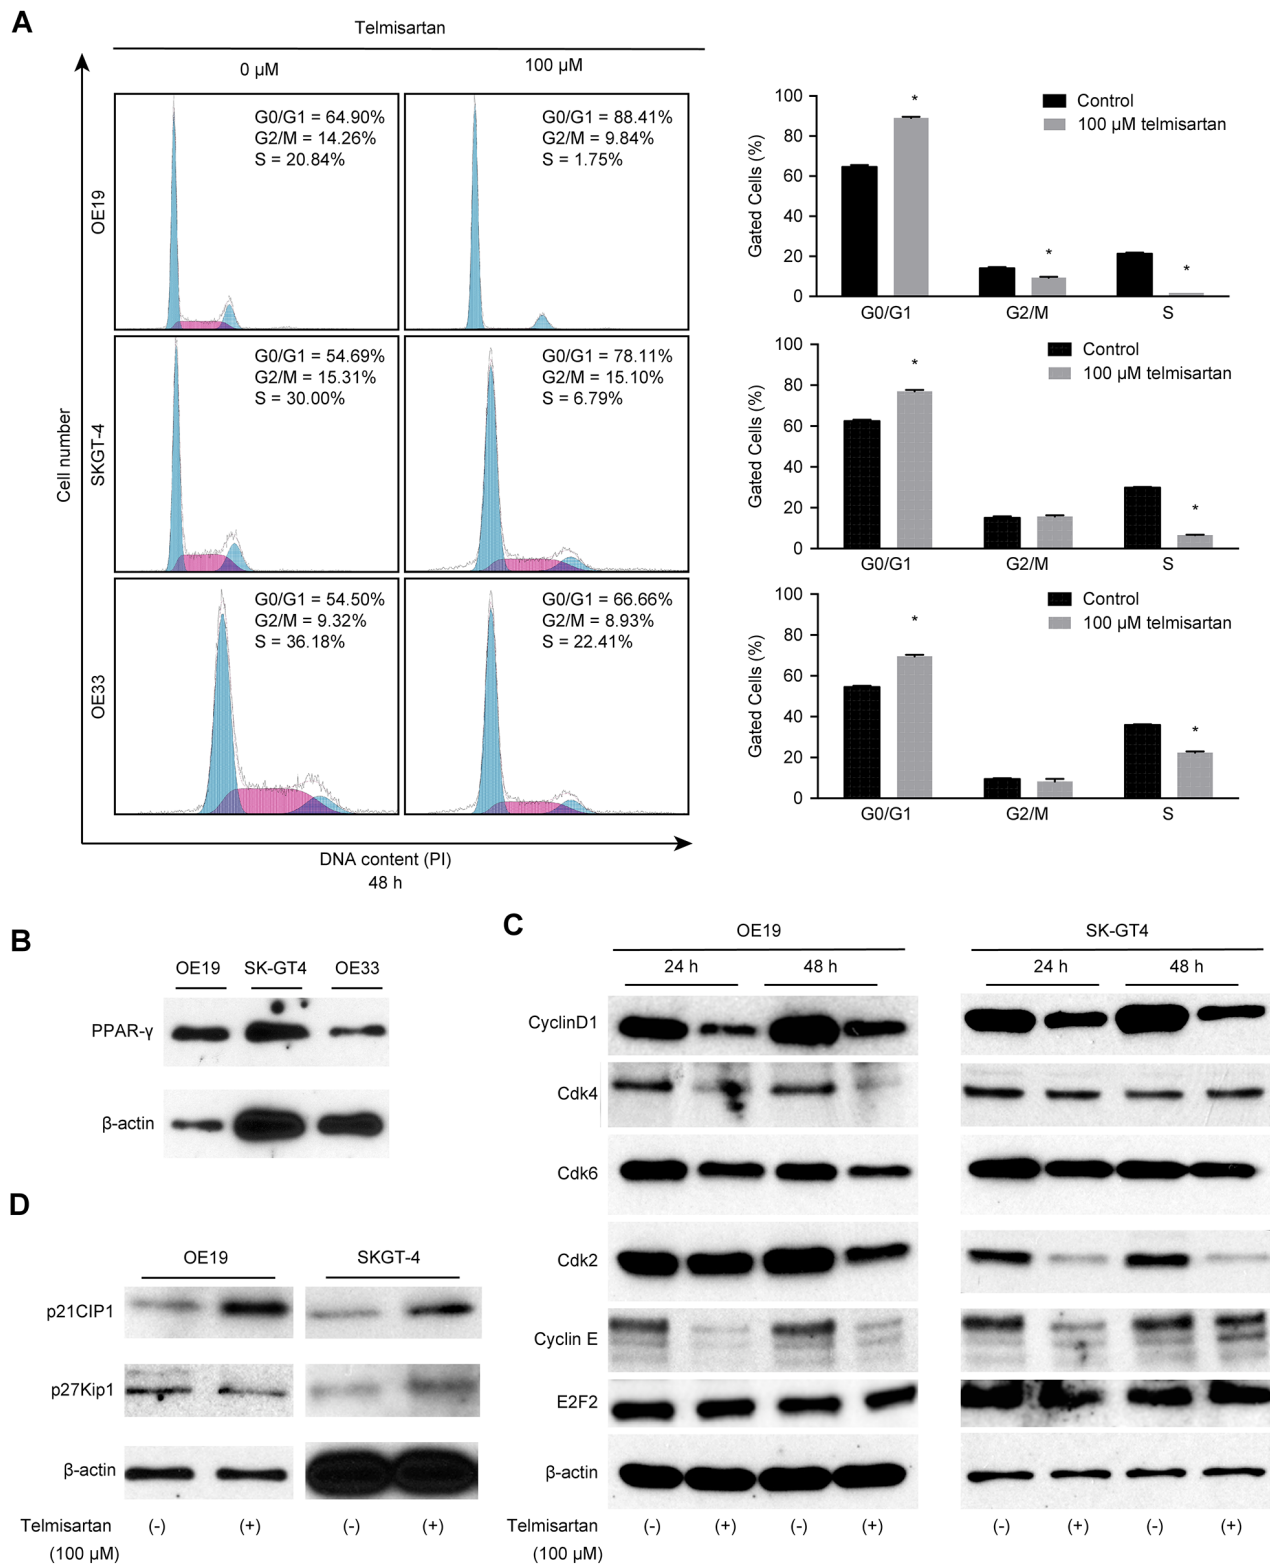 A
Telmisartan
0 µM
100 µM
Cell number
OE19
G0/G1 = 64.90%
G2/M = 14.26%
S = 20.84%
G0/G1 = 88.41%
G2/M = 9.84%
S = 1.75%
SKGT-4
G0/G1 = 54.69%
G2/M = 15.31%
S = 30.00%
G0/G1 = 78.11%
G2/M = 15.10%
S = 6.79%
OE33
G0/G1 = 54.50%
G2/M = 9.32%
S = 36.18%
G0/G1 = 66.66%
G2/M = 8.93%
S = 22.41%
DNA content (PI)
48 h
Gated Cells (%)
100
80
60
40
20
0
* * *
Control
100 µM telmisartan
G0/G1 G2/M S
Gated Cells (%)
100
80
60
40
20
0
* *
Control
100 µM telmisartan
G0/G1 G2/M S
Gated Cells (%)
100
80
60
40
20
0
* *
Control
100 µM telmisartan
G0/G1 G2/M S
B
OE19 SK-GT4 OE33
PPAR-γ
β-actin
C
OE19 SK-GT4
24 h 48 h 24 h 48 h
CyclinD1
Cdk4
Cdk6
Cdk2
Cyclin E
E2F2
β-actin
Telmisartan (-) (+) (-) (+) (-) (+) (-) (+)
(100 µM)
D
OE19 SKGT-4
p21CIP1
p27Kip1
β-actin
Telmisartan (-) (+) (-) (+)
(100 µM)